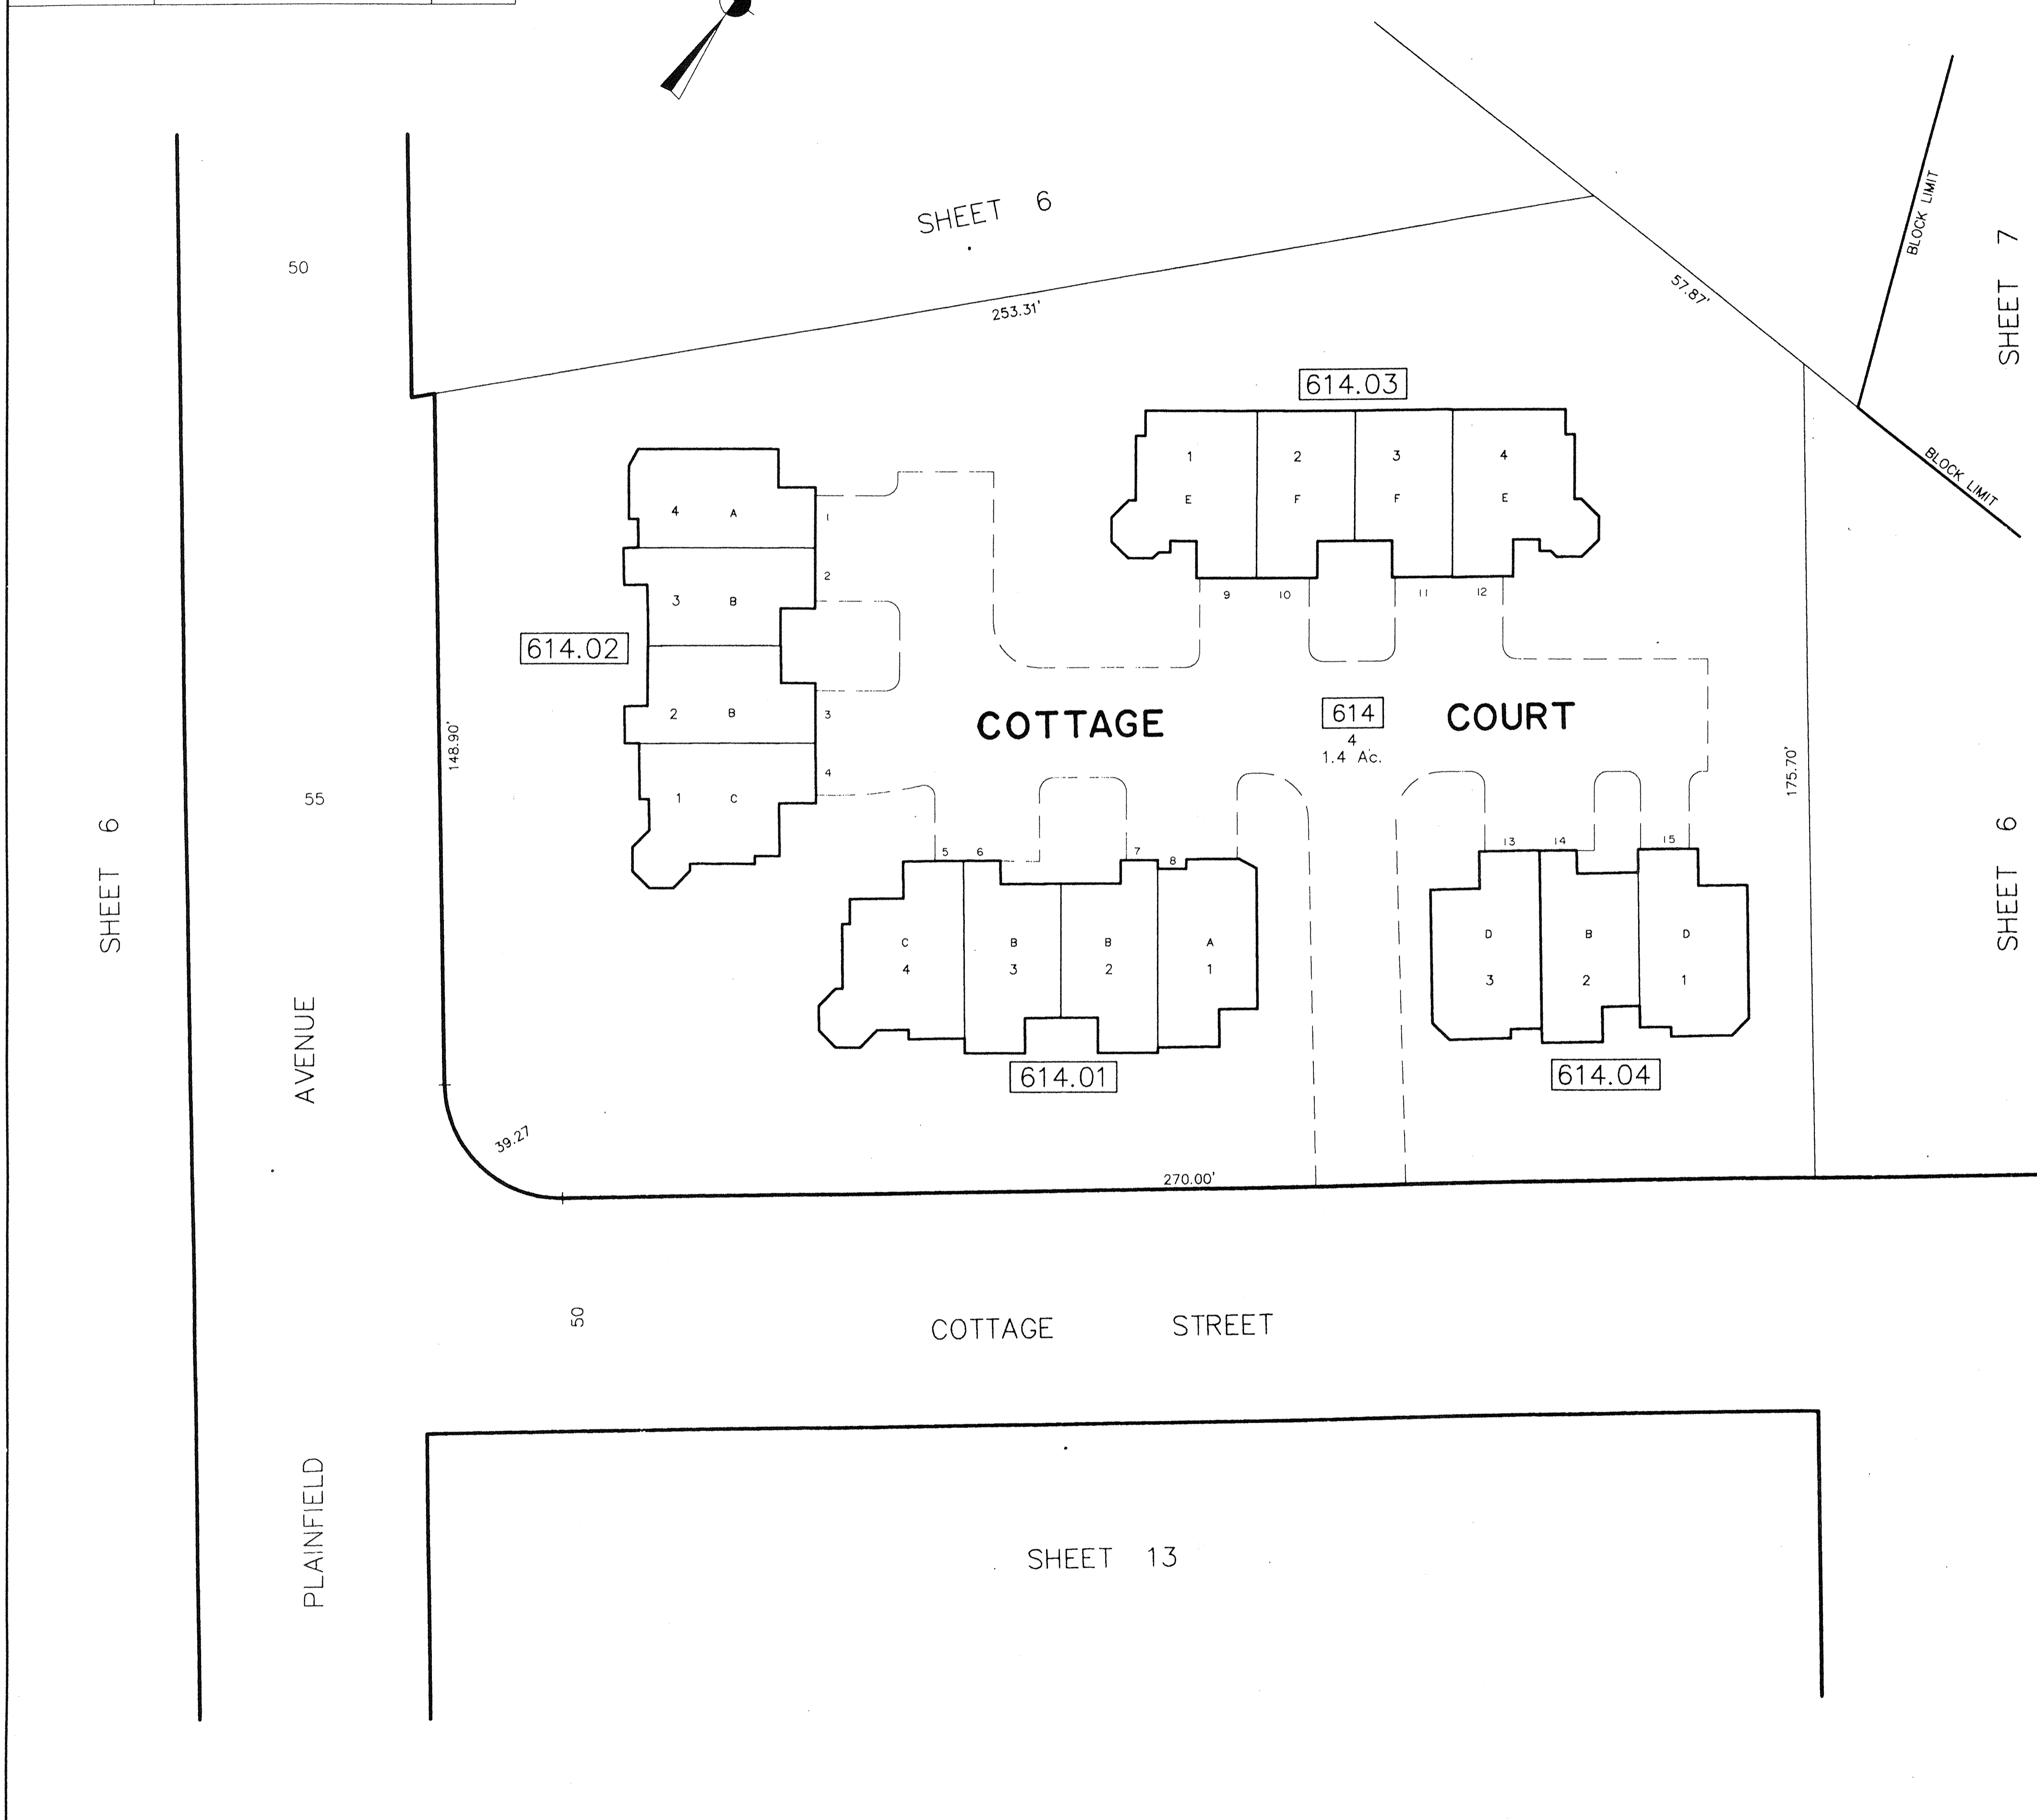 SHEET 6
50
253.31'
57.87'
BLOCK LIMIT
SHEET 7
BLOCK LIMIT
614.03
1 2 3 4
E F F E
9 10 11 12
4 A 1
2
3 B
614.02
2 B 3
1 C 4
COTTAGE COURT
614
4
1.4 Ac.
148.90'
175.70'
55
SHEET 6
SHEET 6
5 6 7 8
C B B A
4 3 2 1
614.01
13 14 15
D B D
3 2 1
614.04
39.27
270.00'
PLAINFIELD AVENUE
50
COTTAGE STREET
SHEET 13